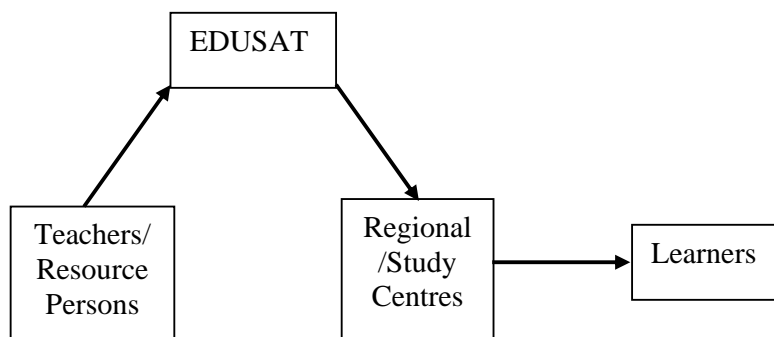 EDUSAT
Teachers/
Resource
Persons
Regional
/Study
Centres
Learners